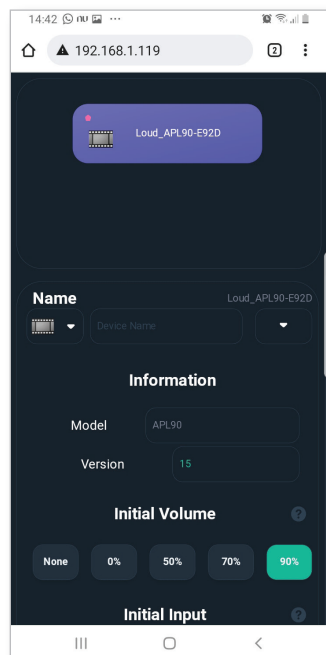 14:42 ...
192.168.1.119 2
Loud_APL90-E92D
Name Loud_APL90-E92D
Device Name
Information
Model APL90
Version 15
Initial Volume ?
None 0% 50% 70% 90%
Initial Input ?